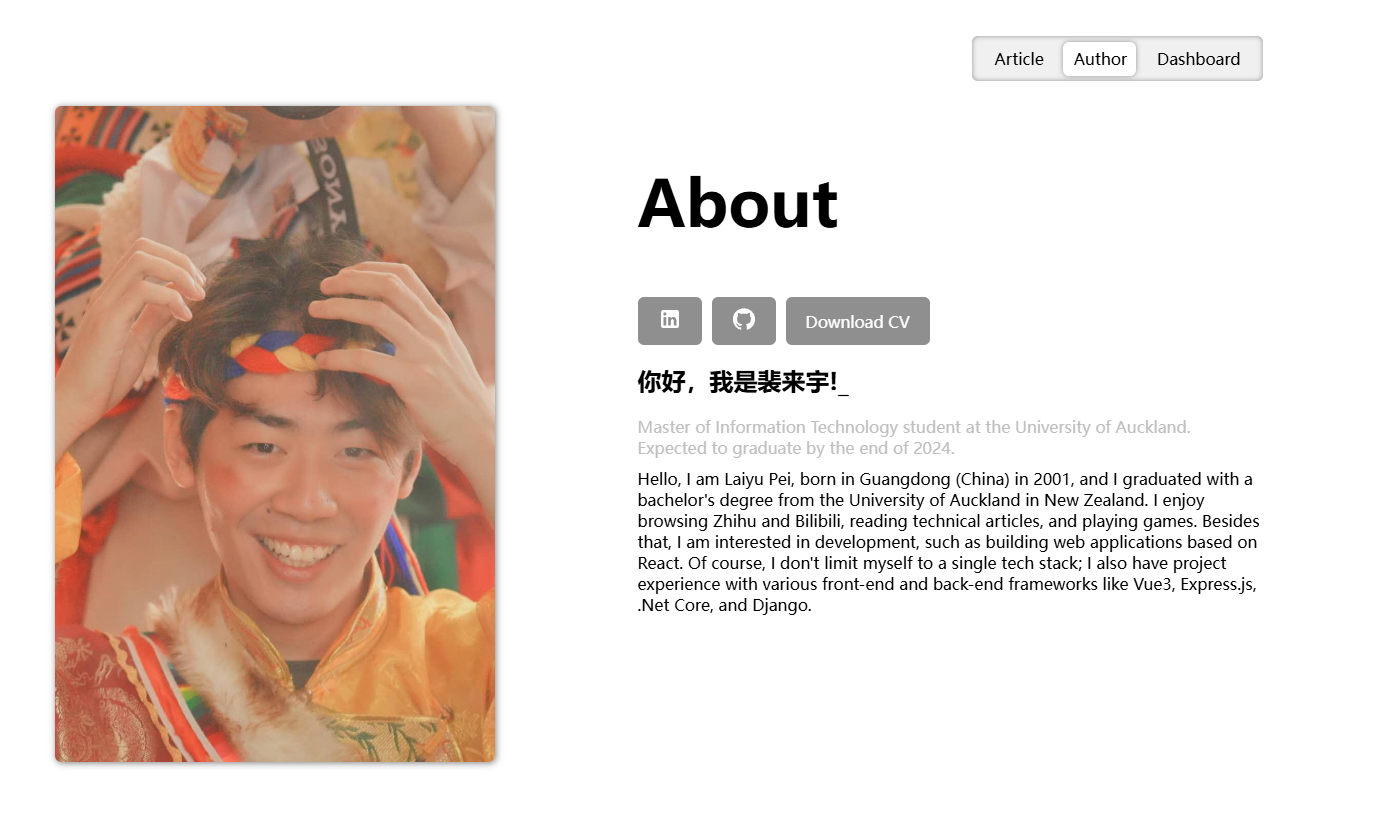 Article Author Dashboard
About
in Download CV
你好，我是裴来宇!_
Master of Information Technology student at the University of Auckland.
Expected to graduate by the end of 2024.
Hello, I am Laiyu Pei, born in Guangdong (China) in 2001, and I graduated with a
bachelor's degree from the University of Auckland in New Zealand. I enjoy
browsing Zhihu and Bilibili, reading technical articles, and playing games. Besides
that, I am interested in development, such as building web applications based on
React. Of course, I don't limit myself to a single tech stack; I also have project
experience with various front-end and back-end frameworks like Vue3, Express.js,
.Net Core, and Django.